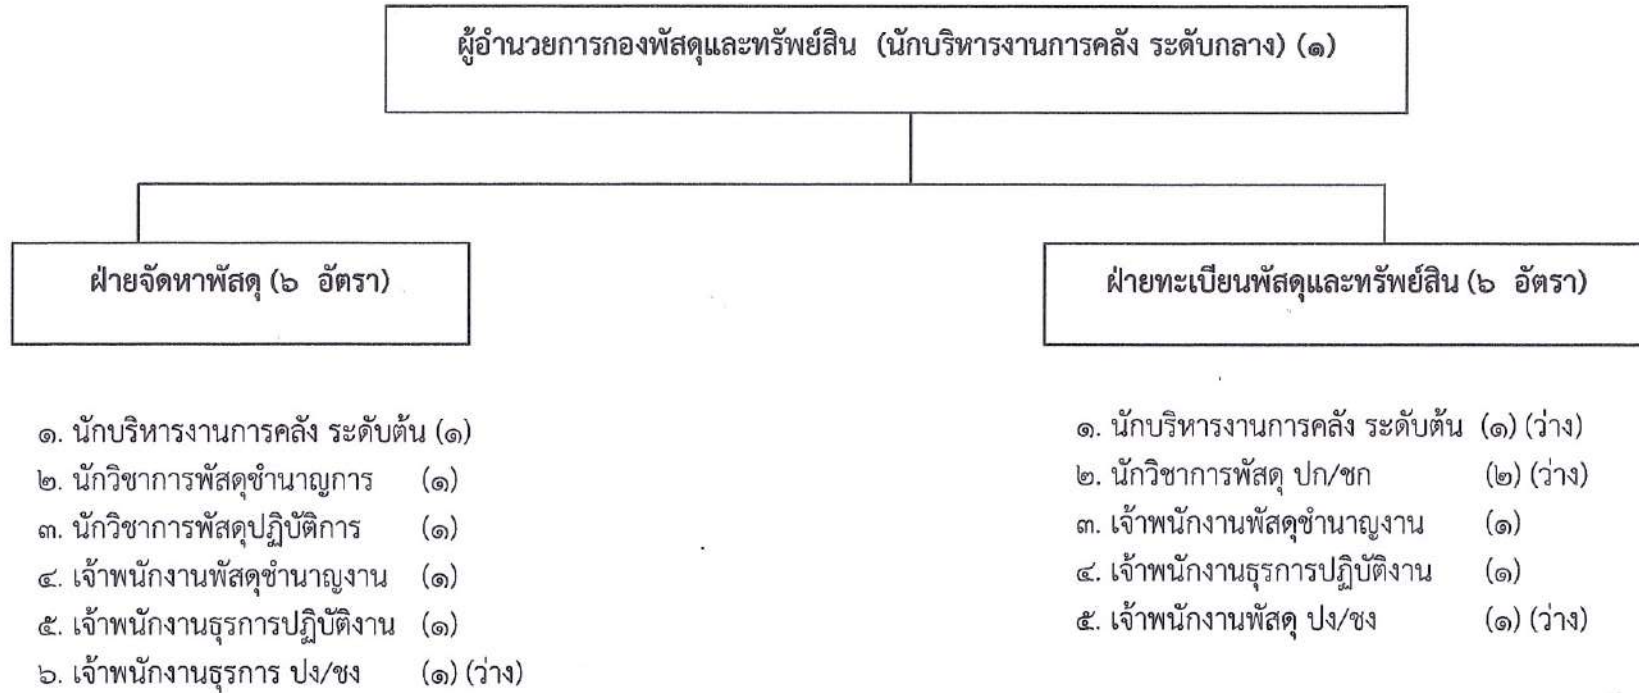 ผู้อำนวยการกองพัสดุและทรัพย์สิน (นักบริหารงานการคลัง ระดับกลาง) (๑)
ฝ่ายจัดหาพัสดุ (๖ อัตรา)
๑. นักบริหารงานการคลัง ระดับต้น (๑)
๒. นักวิชาการพัสดุชำนาญการ (๑)
๓. นักวิชาการพัสดุปฏิบัติการ (๑)
๔. เจ้าพนักงานพัสดุชำนาญงาน (๑)
๕. เจ้าพนักงานธุรการปฏิบัติงาน (๑)
๖. เจ้าพนักงานธุรการ ปง/ชง (๑) (ว่าง)
ฝ่ายทะเบียนพัสดุและทรัพย์สิน (๖ อัตรา)
๑. นักบริหารงานการคลัง ระดับต้น (๑) (ว่าง)
๒. นักวิชาการพัสดุ ปก/ชก (๒) (ว่าง)
๓. เจ้าพนักงานพัสดุชำนาญงาน (๑)
๔. เจ้าพนักงานธุรการปฏิบัติงาน (๑)
๕. เจ้าพนักงานพัสดุ ปง/ชง (๑) (ว่าง)